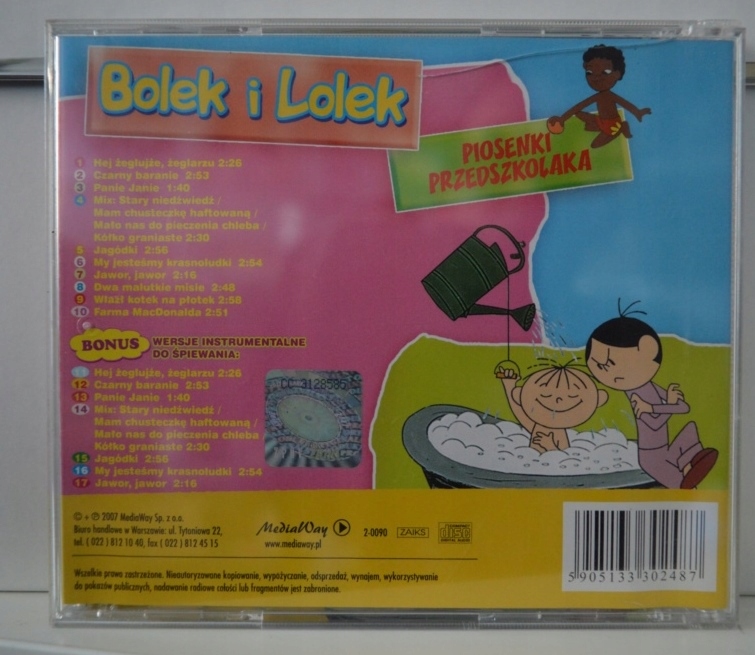 Bolek i Lolek
PIOSENKI
PRZEDSZKOLAKA
1 Hej żeglujże, żeglarzu 2:26
2 Czarny baranie 2:53
3 Panie Janie 1:40
4 Mix: Stary niedźwiedź /
Mam chusteczkę haftowaną /
Mało nas do pieczenia chleba /
Kółko graniaste 2:30
5 Jagódki 2:56
6 My jesteśmy krasnoludki 2:54
7 Jawor, jawor 2:16
8 Dwa malutkie misie 2:48
9 Wlazł kotek na płotek 2:58
10 Farma MacDonalda 2:51
BONUS WERSJE INSTRUMENTALNE
DO ŚPIEWANIA:
11 Hej żeglujże, żeglarzu 2:26
12 Czarny baranie 2:53
13 Panie Janie 1:40
14 Mix: Stary niedźwiedź /
Mam chusteczkę haftowaną /
Mało nas do pieczenia chleba
Kółko graniaste 2:30
15 Jagódki 2:56
16 My jesteśmy krasnoludki 2:54
17 Jawor, jawor 2:16
© + ℗ 2007 MediaWay Sp. z o.o.
Biuro handlowe w Warszawie: ul. Tytoniowa 22,
tel. ( 022 ) 812 10 40, fax ( 022 ) 812 45 15
MediaWay
www.mediaway.pl
2-0090
ZAIKS
COMPACT
disc
DIGITAL AUDIO
Wszelkie prawa zastrzeżone. Nieautoryzowane kopiowanie, wypożyczanie, odsprzedaż, wynajem, wykorzystywanie
do pokazów publicznych, nadawanie radiowe całości lub fragmentów jest zabronione.
5 905133 302487